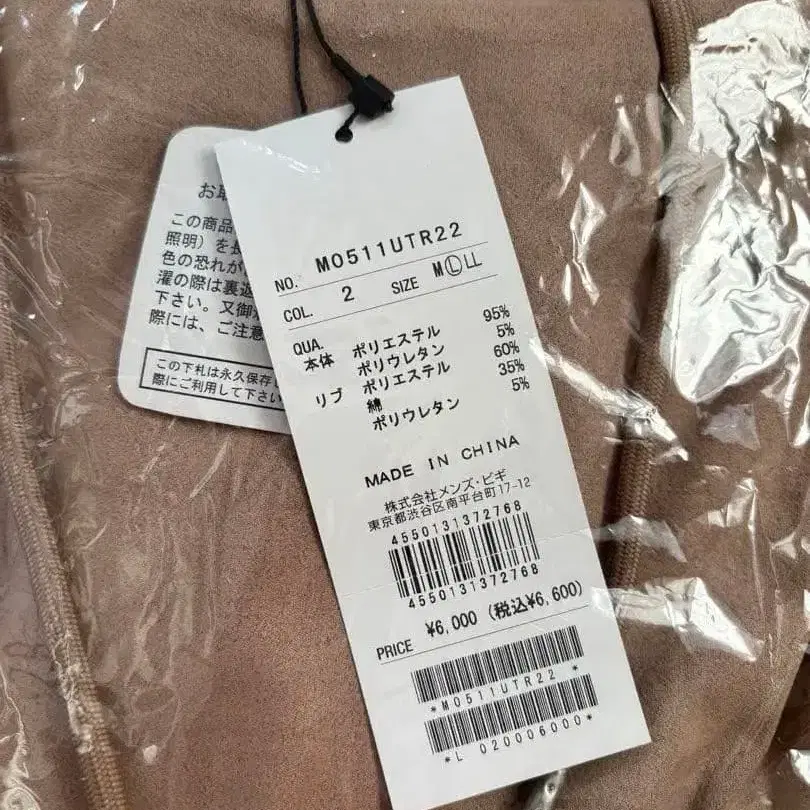 お取
この商品
照明）を長
色の恐れが
濯の際は裏返
下さい。又御
際には、ご注意
この下札は永久保存
際にご利用して下さい
NO. M0511UTR22
COL. 2 SIZE M L LL
QUA.
本体 ポリエステル 95%
ポリウレタン 5%
リブ ポリエステル 60%
綿 35%
ポリウレタン 5%
MADE IN CHINA
株式会社メンズ・ビギ
東京都渋谷区南平台町17-12
4550131372768
4550131372768
PRICE ¥6,000 (税込¥6,600)
*M0511UTR22 *
*L 020006000*